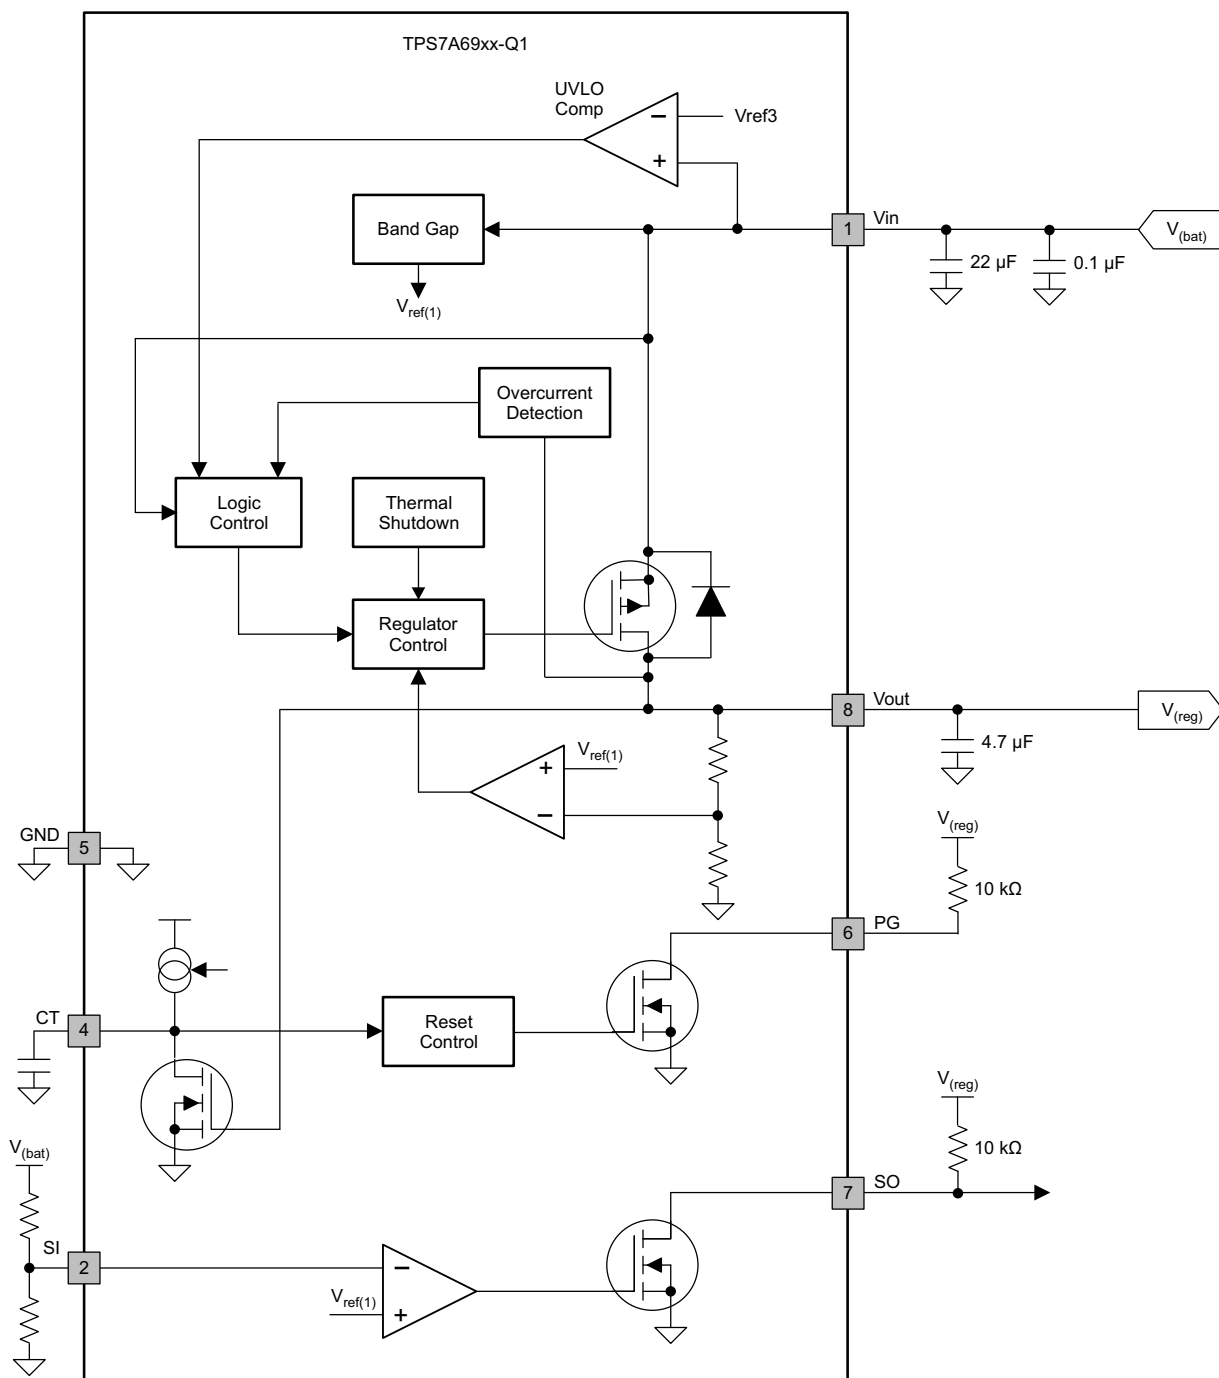 TPS7A69xx-Q1
UVLO
Comp
−
Vref3
+
Band Gap
1
Vin
V(bat)
22 µF
0.1 µF
Vref(1)
Overcurrent
Detection
Logic
Control
Thermal
Shutdown
Regulator
Control
8
Vout
V(reg)
+
Vref(1)
4.7 µF
−
GND
5
V(reg)
10 kΩ
6
PG
CT
4
Reset
Control
V(reg)
10 kΩ
V(bat)
7
SO
SI
2
−
Vref(1)
+